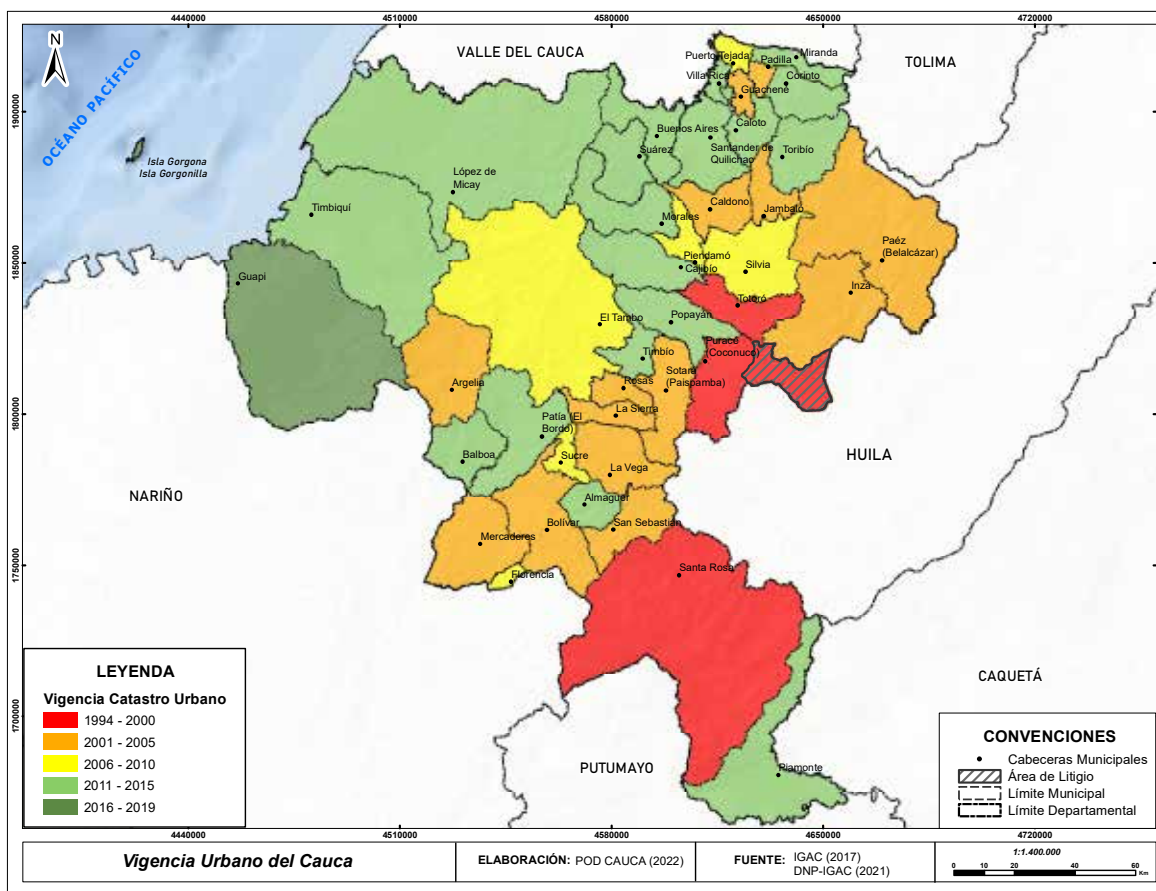 4440000
4510000
4580000
4650000
4720000
N
VALLE DEL CAUCA
TOLIMA
OCÉANO PACÍFICO
Isla Gorgona
Isla Gorgonilla
1900000
1850000
1800000
1750000
1700000
Puerto Tejada
Miranda
Padilla
Villa Rica
Corinto
Guachené
Buenos Aires
Caloto
Suárez
Santander de
Quilichao
Toribío
López de
Micay
Timbiquí
Caldono
Jambaló
Morales
Páez
(Belalcázar)
Piendamó
Cajibío
Silvia
Guapi
Inzá
Totoró
El Tambo
Popayán
Puracé
(Coconuco)
Timbío
Sotara
(Paispamba)
Argelia
Rosas
La Sierra
Patía (El
Bordo)
Balboa
Sucre
La Vega
HUILA
NARIÑO
Almaguer
Bolívar
San Sebastián
Mercaderes
Florencia
Santa Rosa
CAQUETÁ
PUTUMAYO
Piamonte
LEYENDA
Vigencia Catastro Urbano
1994 - 2000
2001 - 2005
2006 - 2010
2011 - 2015
2016 - 2019
CONVENCIONES
Cabeceras Municipales
Área de Litigio
Límite Municipal
Límite Departamental
4440000
4510000
4580000
4650000
4720000
Vigencia Urbano del Cauca
ELABORACIÓN: POD CAUCA (2022)
FUENTE: IGAC (2017)
DNP-IGAC (2021)
1:1.400.000
0 10 20 40 60
Km